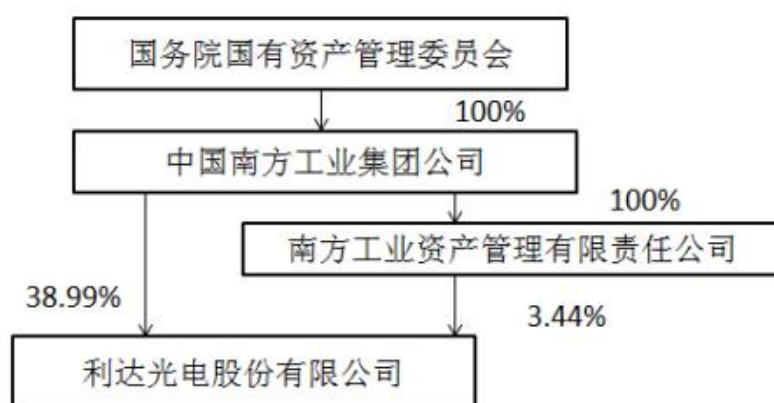 国务院国有资产管理委员会
100%
中国南方工业集团公司
100%
南方工业资产管理有限责任公司
38.99%
3.44%
利达光电股份有限公司